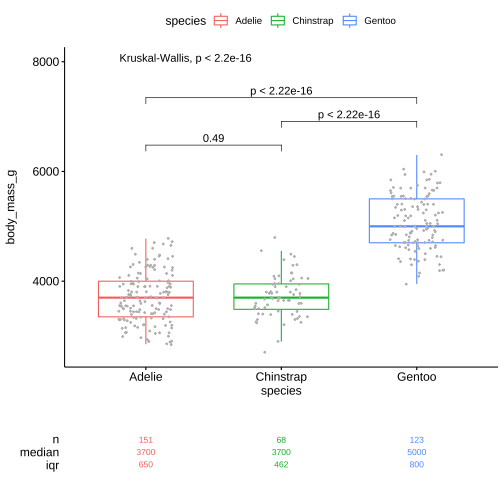 species Adelie Chinstrap Gentoo
Kruskal-Wallis, p < 2.2e-16
8000
p < 2.22e-16
p < 2.22e-16
0.49
6000
body_mass_g
4000
Adelie Chinstrap Gentoo
species
n 151 68 123
median 3700 3700 5000
iqr 650 462 800